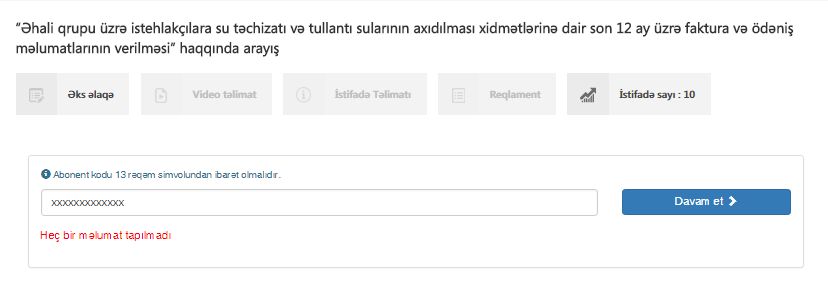 “Əhali qrupu üzrə istehlakçılara su təchizatı və tullantı sularının axıdılması xidmətlərinə dair son 12 ay üzrə faktura və ödəniş
məlumatlarının verilməsi” haqqında arayış
Əks əlaqə
Video təlimat
İstifadə Təlimatı
Reqlament
İstifadə sayı : 10
Abonent kodu 13 rəqəm simvolundan ibarət olmalıdır.
xxxxxxxxxxxxx
Davam et
Heç bir məlumat tapılmadı